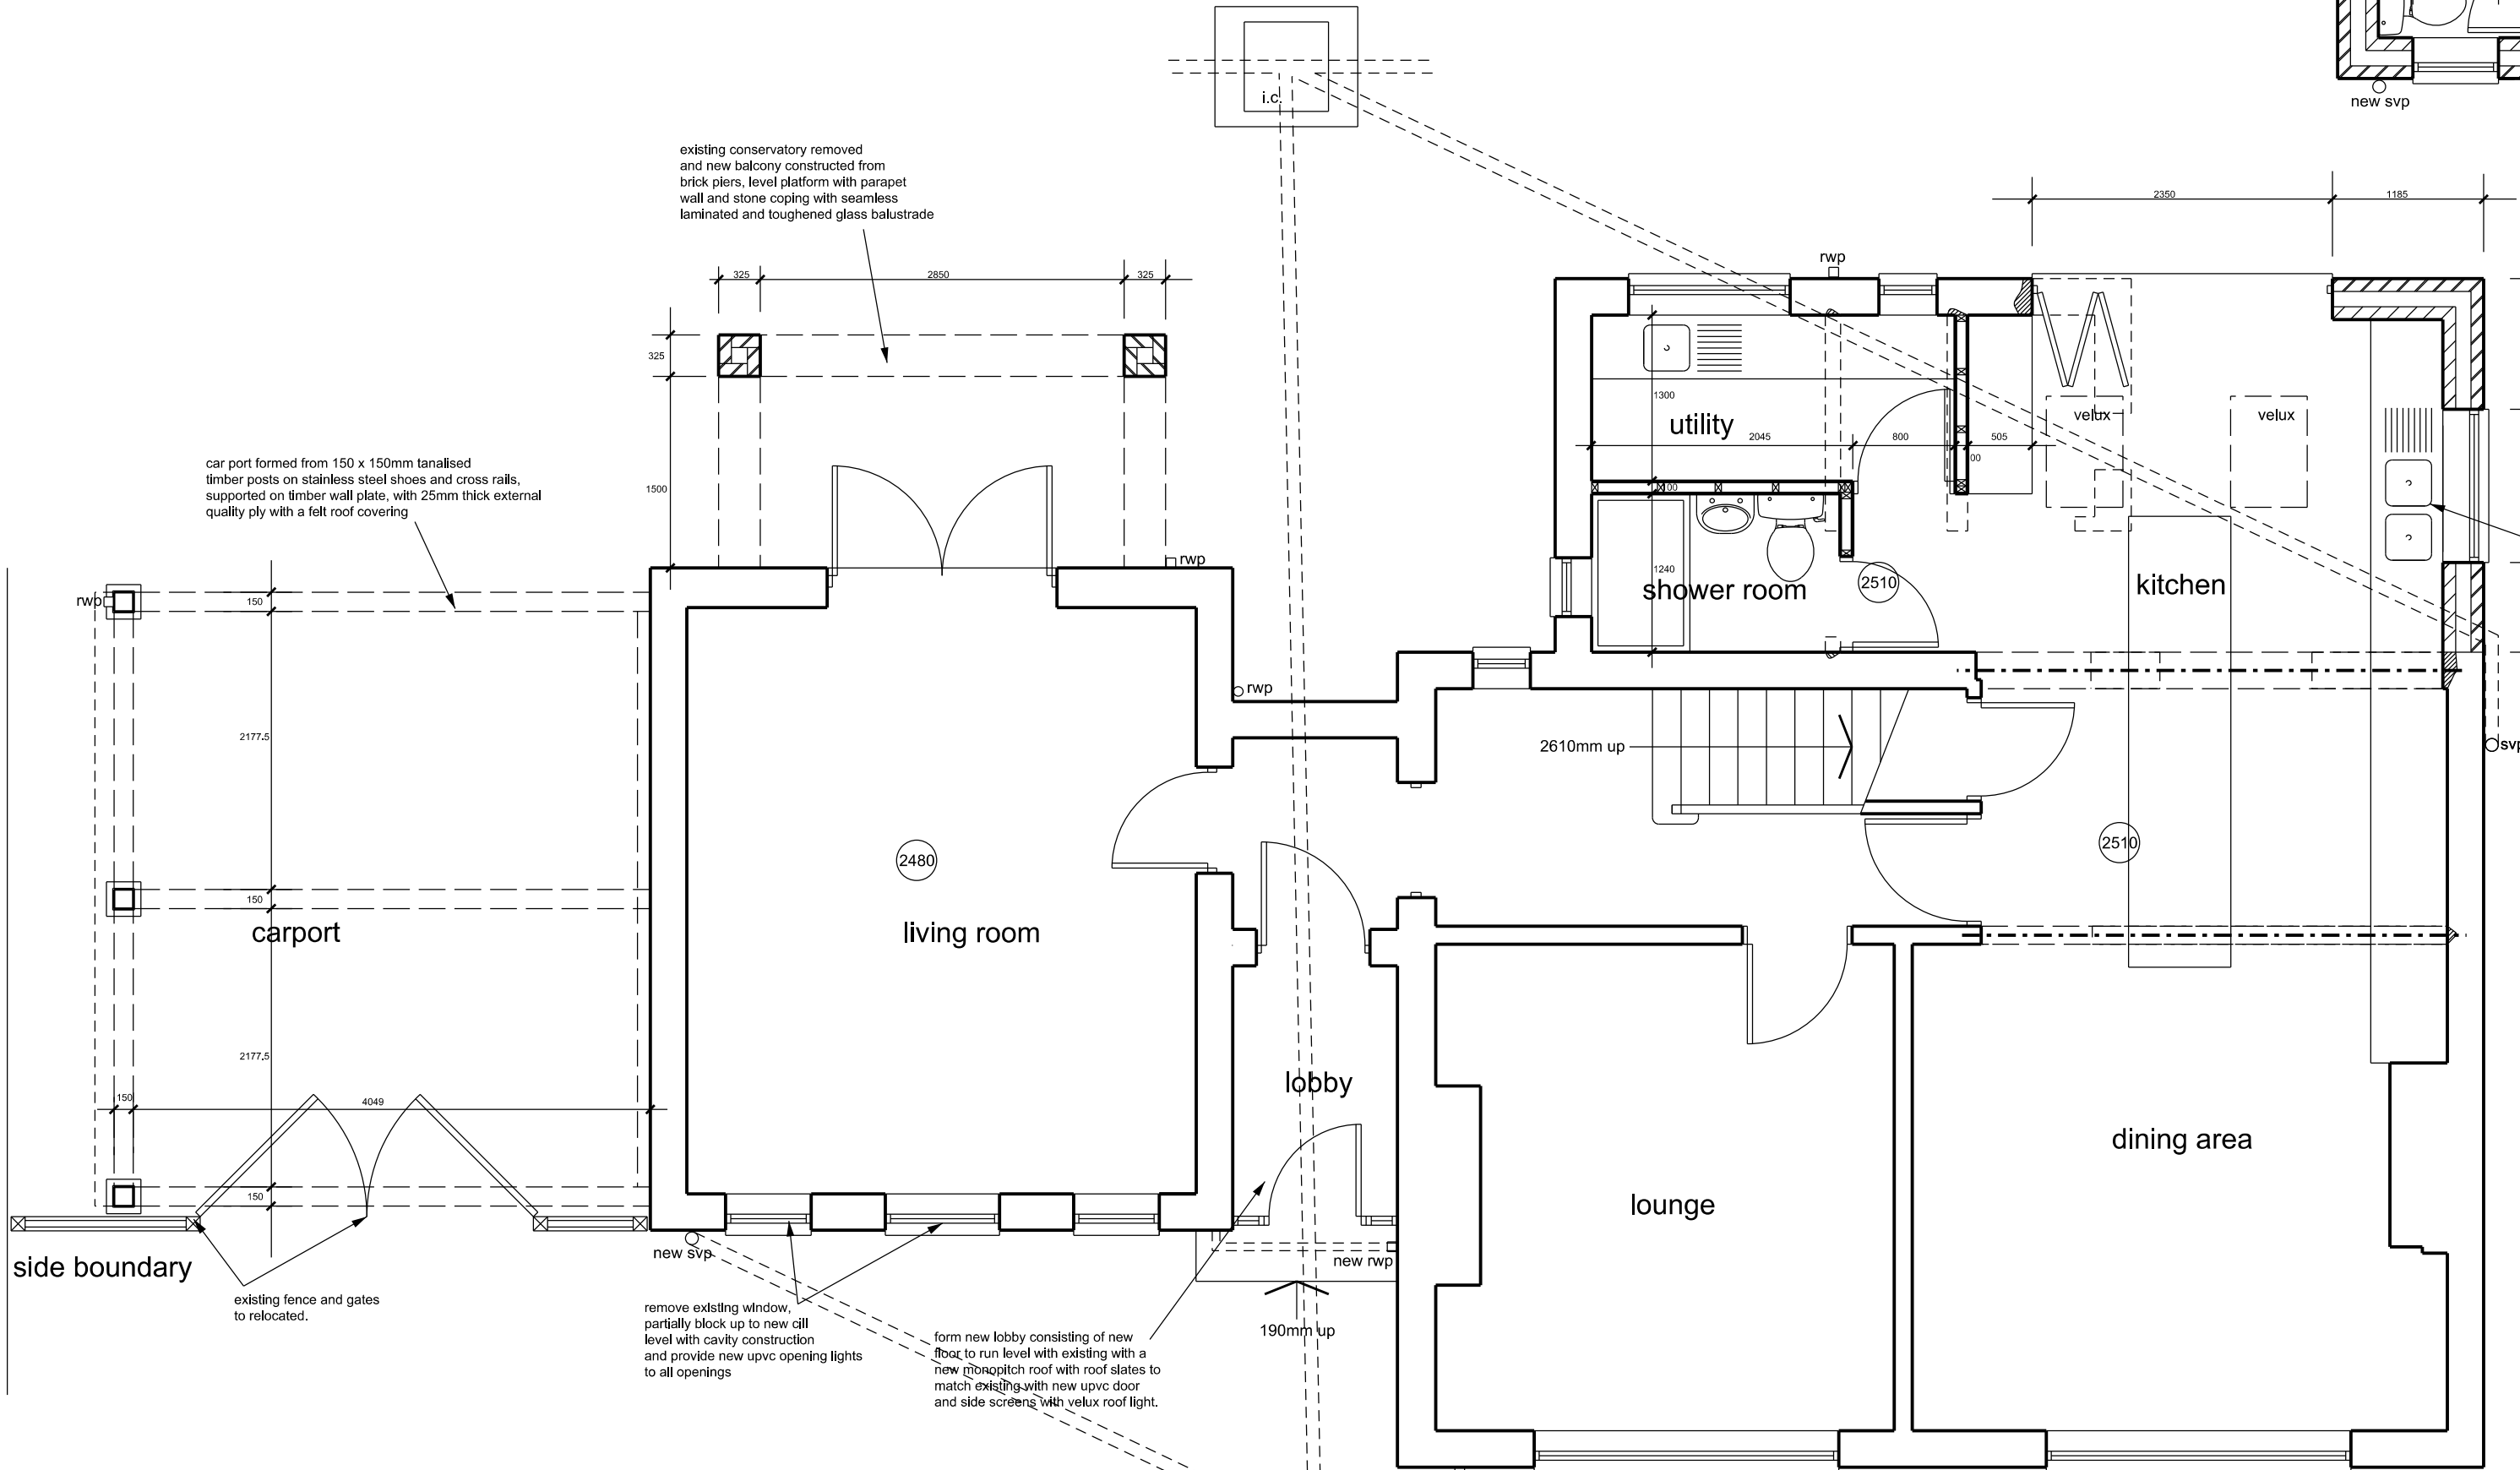 i.c.
new svp
existing conservatory removed
and new balcony constructed from
brick piers, level platform with parapet
wall and stone coping with seamless
laminated and toughened glass balustrade
2350
1185
325
2850
325
rwp
325
1300
utility
velux
velux
2045
800
505
00
car port formed from 150 x 150mm tanalised
timber posts on stainless steel shoes and cross rails,
supported on timber wall plate, with 25mm thick external
quality ply with a felt roof covering
1500
100
rwp
1240
shower room
2510
kitchen
rwp
150
rwp
2177.5
2610mm up
svp
2480
2510
150
carport
living room
2177.5
lobby
150
4049
dining area
150
lounge
side boundary
new svp
new rwp
existing fence and gates
to relocated.
remove existing window,
partially block up to new cill
level with cavity construction
and provide new upvc opening lights
to all openings
190mm up
form new lobby consisting of new
floor to run level with existing with a
new monopitch roof with roof slates to
match existing with new upvc door
and side screens with velux roof light.